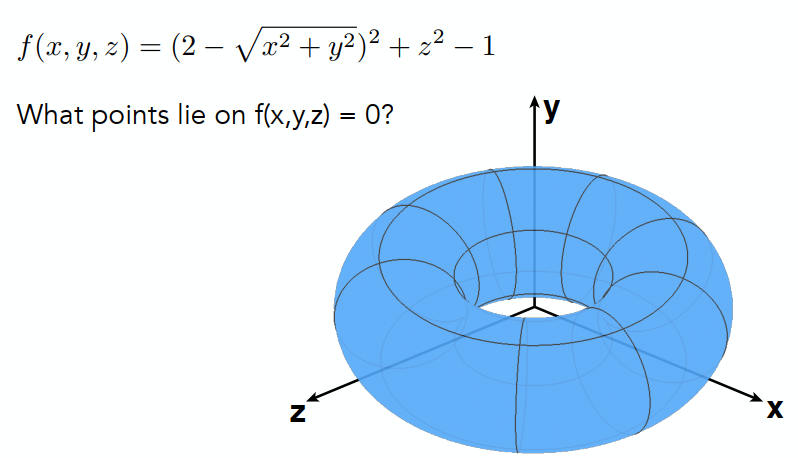 f(x, y, z) = (2 − √(x² + y²))² + z² − 1
What points lie on f(x,y,z) = 0?
y
z
x